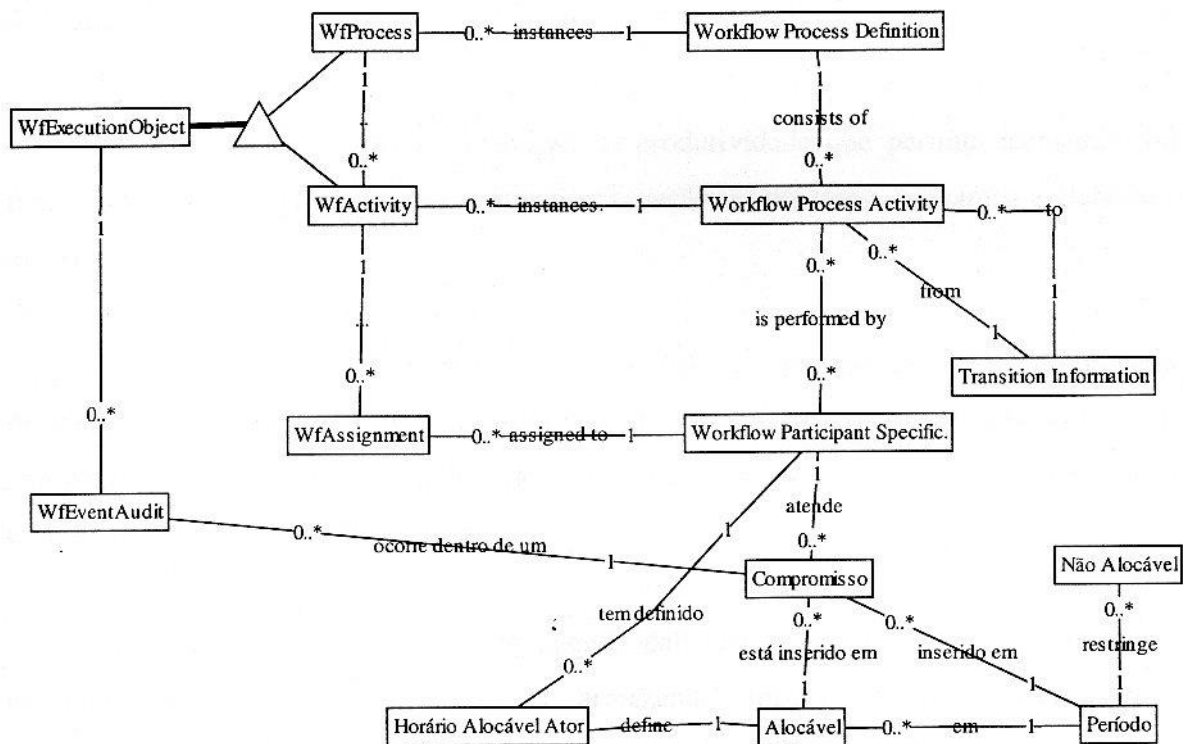 WfProcess 0..* instances 1 Workflow Process Definition
1 1
WfExecutionObject
consists of
0..* 0..*
WfActivity 0..* instances. 1 Workflow Process Activity 0..* to
1 1 0..* 0..*
from 1
is performed by 1
0..* 0..* Transition Information
0..*
WfAssignment 0..* assigned to 1 Workflow Participant Specific.
1
WfEventAudit atende
0..* 1
ocorre dentro de um 0..*
1 Compromisso Não Alocável
0..* 0..* 0..*
tem definido
0..* está inserido em inserido em restringe
1 1 1
Horário Alocável Ator define 1 Alocável 0..* em 1 Período